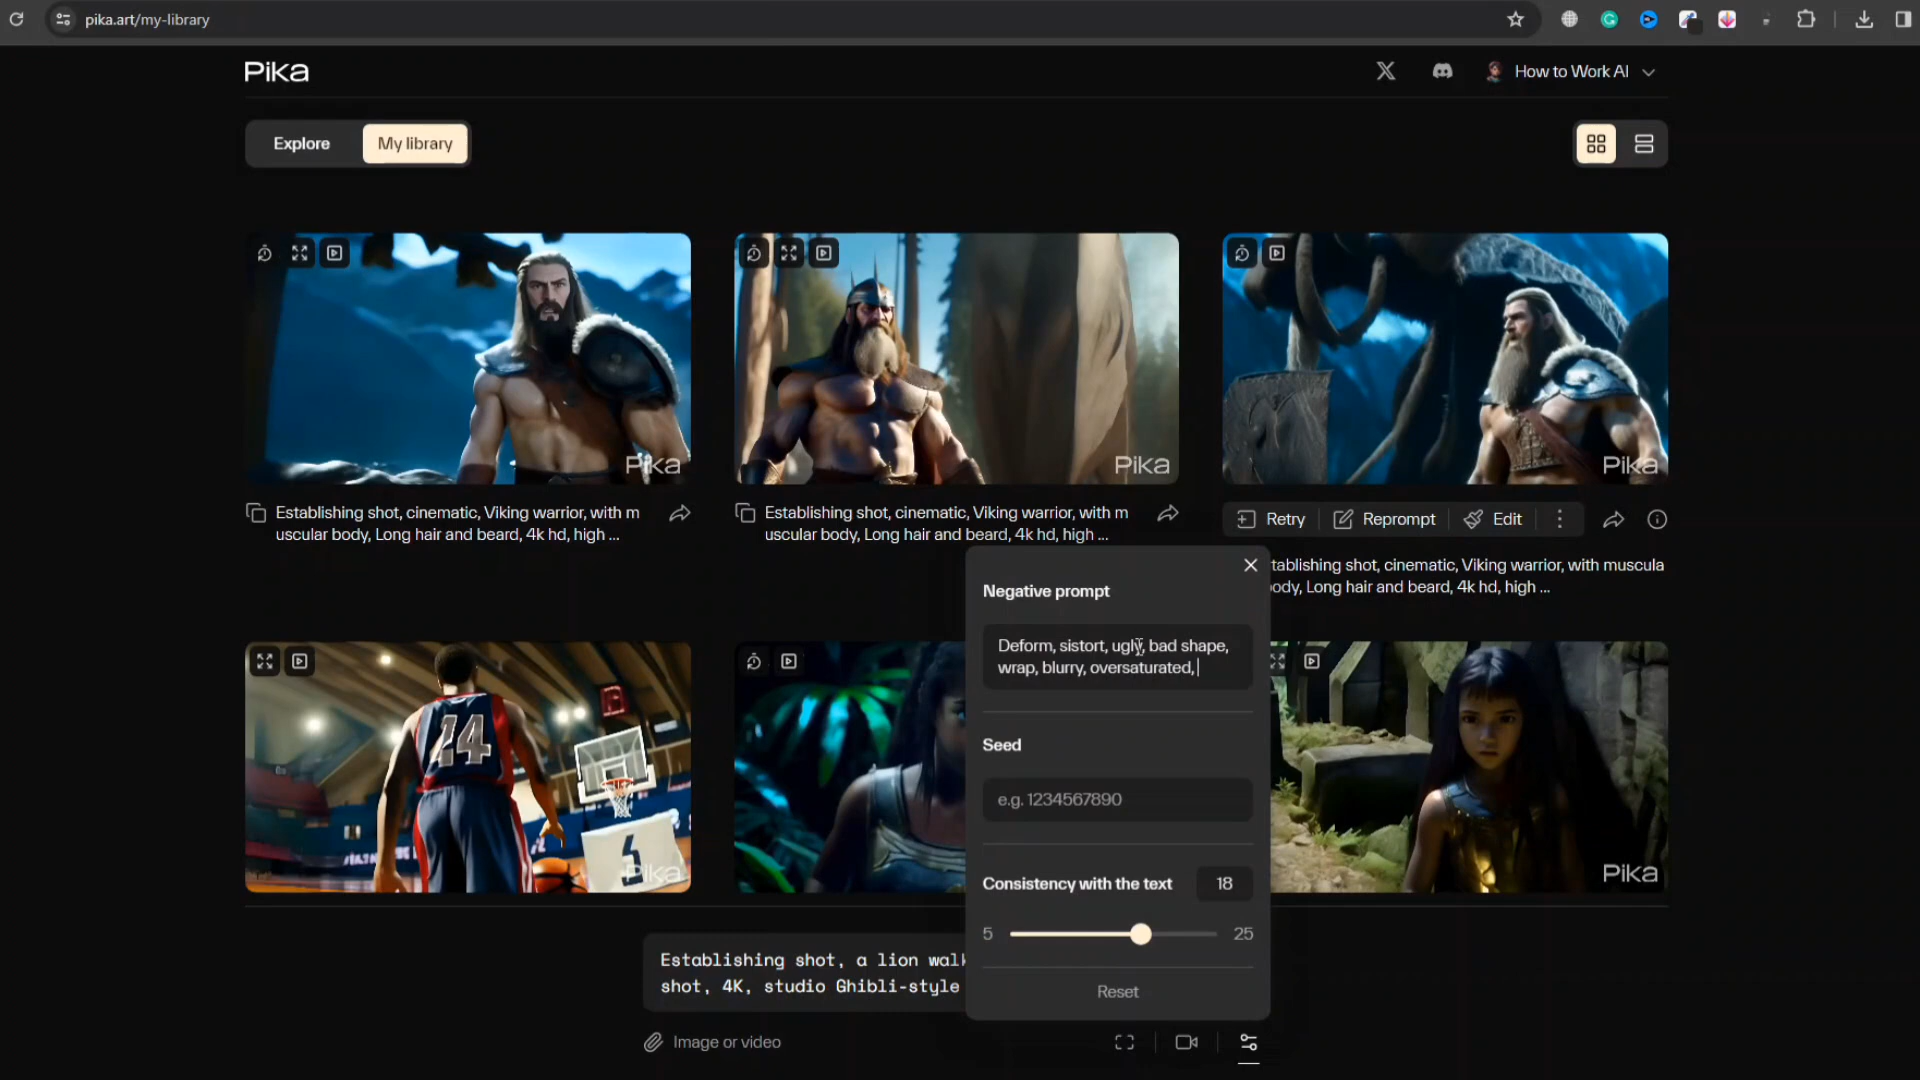 pika.art/my-library
Pika
How to Work AI
Explore
My library
Pika
Pika
Pika
Establishing shot, cinematic, Viking warrior, with m
uscular body, Long hair and beard, 4k hd, high ...
Establishing shot, cinematic, Viking warrior, with m
uscular body, Long hair and beard, 4k hd, high ...
Retry
Reprompt
Edit
tablishing shot, cinematic, Viking warrior, with muscula
ody, Long hair and beard, 4k hd, high ...
Negative prompt
Deform, sistort, ugly, bad shape,
wrap, blurry, oversaturated,
Seed
e.g. 1234567890
Consistency with the text
18
5
25
Reset
24
6
Pika
Pika
Establishing shot, a lion walk
shot, 4K, studio Ghibli-style
Image or video